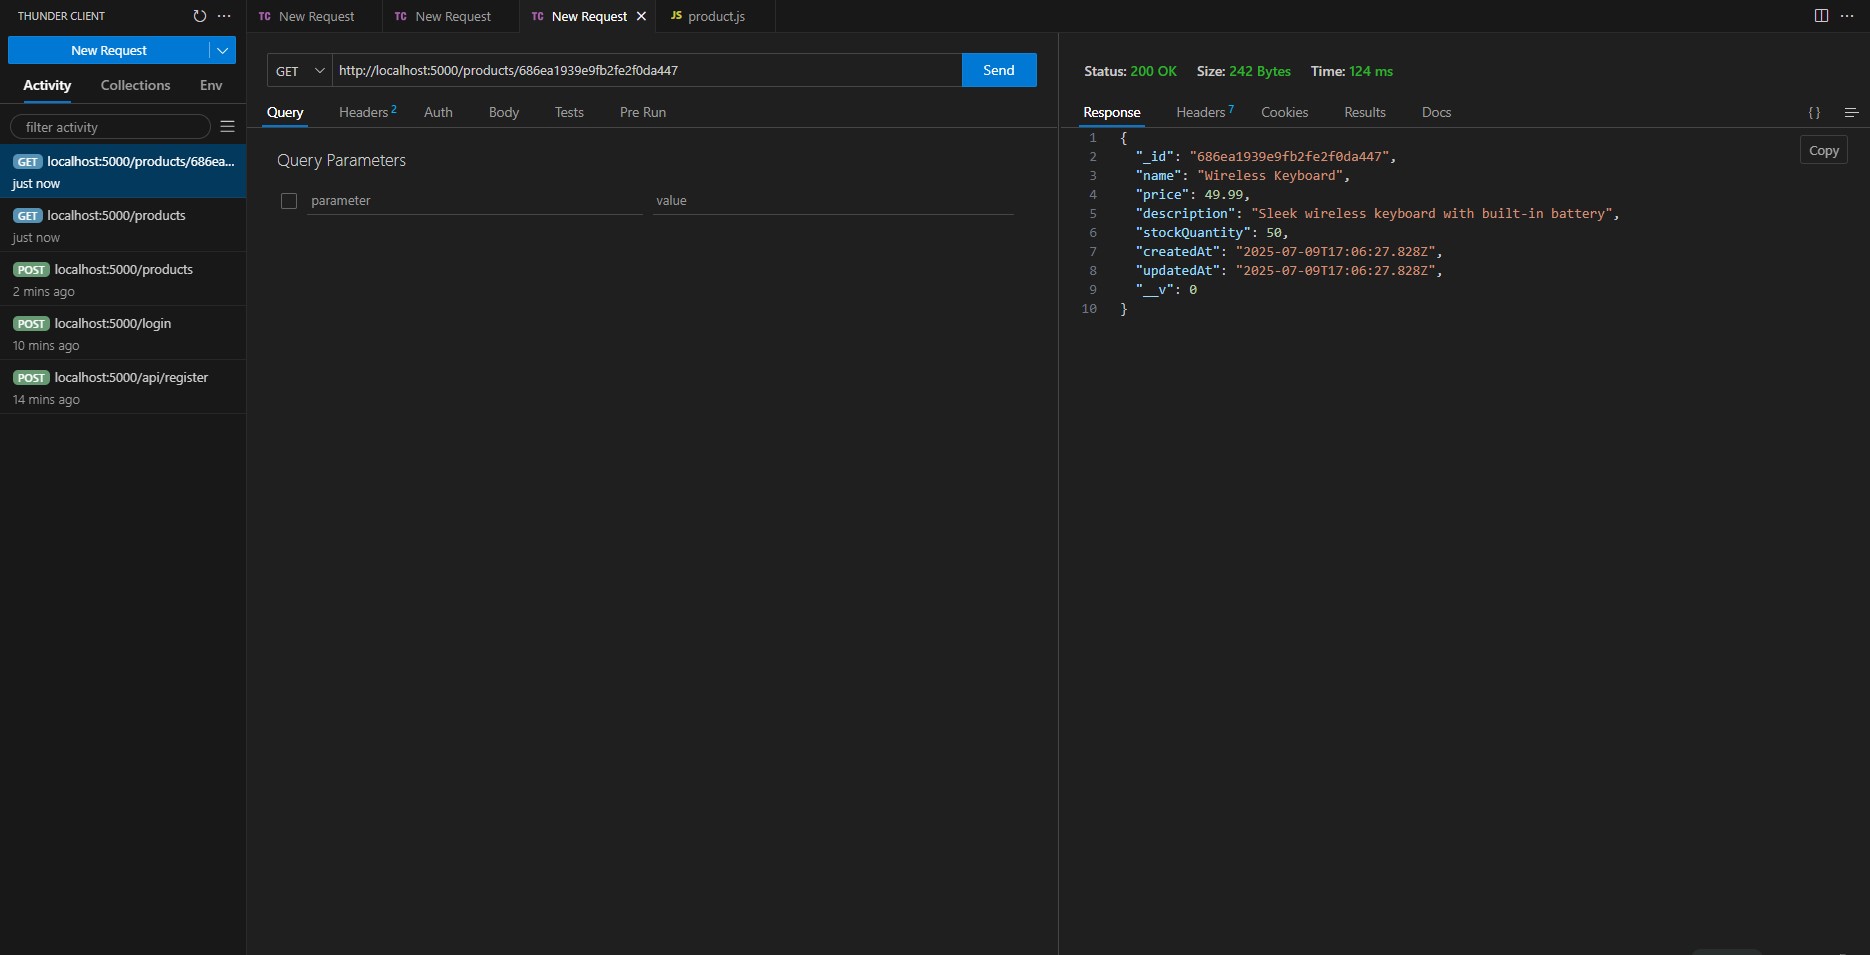 THUNDER CLIENT
New Request
Activity Collections Env
filter activity
GET localhost:5000/products/686ea...
just now
GET localhost:5000/products
just now
POST localhost:5000/products
2 mins ago
POST localhost:5000/login
10 mins ago
POST localhost:5000/api/register
14 mins ago
TC New Request
TC New Request
TC New Request
JS product.js
GET http://localhost:5000/products/686ea1939e9fb2fe2f0da447 Send
Query Headers 2 Auth Body Tests Pre Run
Query Parameters
parameter value
Status: 200 OK Size: 242 Bytes Time: 124 ms
Response Headers 7 Cookies Results Docs { }
Copy
1 {
2 "_id": "686ea1939e9fb2fe2f0da447",
3 "name": "Wireless Keyboard",
4 "price": 49.99,
5 "description": "Sleek wireless keyboard with built-in battery",
6 "stockQuantity": 50,
7 "createdAt": "2025-07-09T17:06:27.828Z",
8 "updatedAt": "2025-07-09T17:06:27.828Z",
9 "__v": 0
10 }